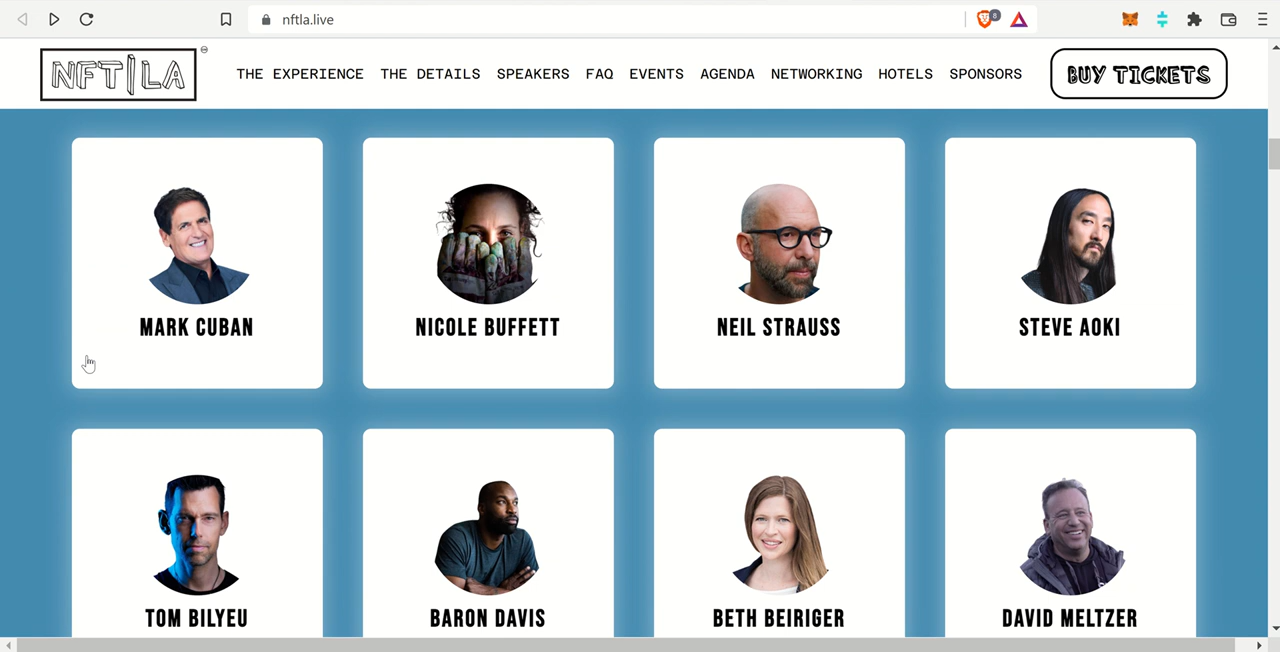 nftla.live
8
NFT|LA
THE EXPERIENCE THE DETAILS SPEAKERS FAQ EVENTS AGENDA NETWORKING HOTELS SPONSORS
BUY TICKETS
MARK CUBAN NICOLE BUFFETT NEIL STRAUSS STEVE AOKI
TOM BILYEU BARON DAVIS BETH BEIRIGER DAVID MELTZER